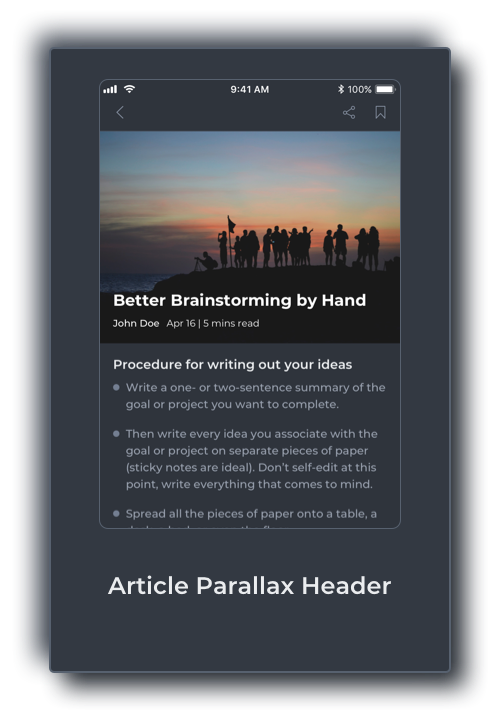 9:41 AM 100%
Better Brainstorming by Hand
John Doe Apr 16 | 5 mins read
Procedure for writing out your ideas
Write a one- or two-sentence summary of the
goal or project you want to complete.
Then write every idea you associate with the
goal or project on separate pieces of paper
(sticky notes are ideal). Don't self-edit at this
point, write everything that comes to mind.
Spread all the pieces of paper onto a table, a
Article Parallax Header